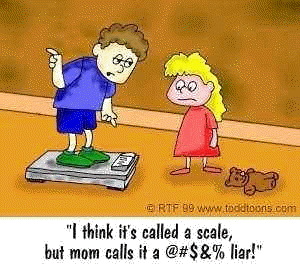 © RTF 99 www.toddtoons.com
"I think it's called a scale,
but mom calls it a @#$&% liar!"